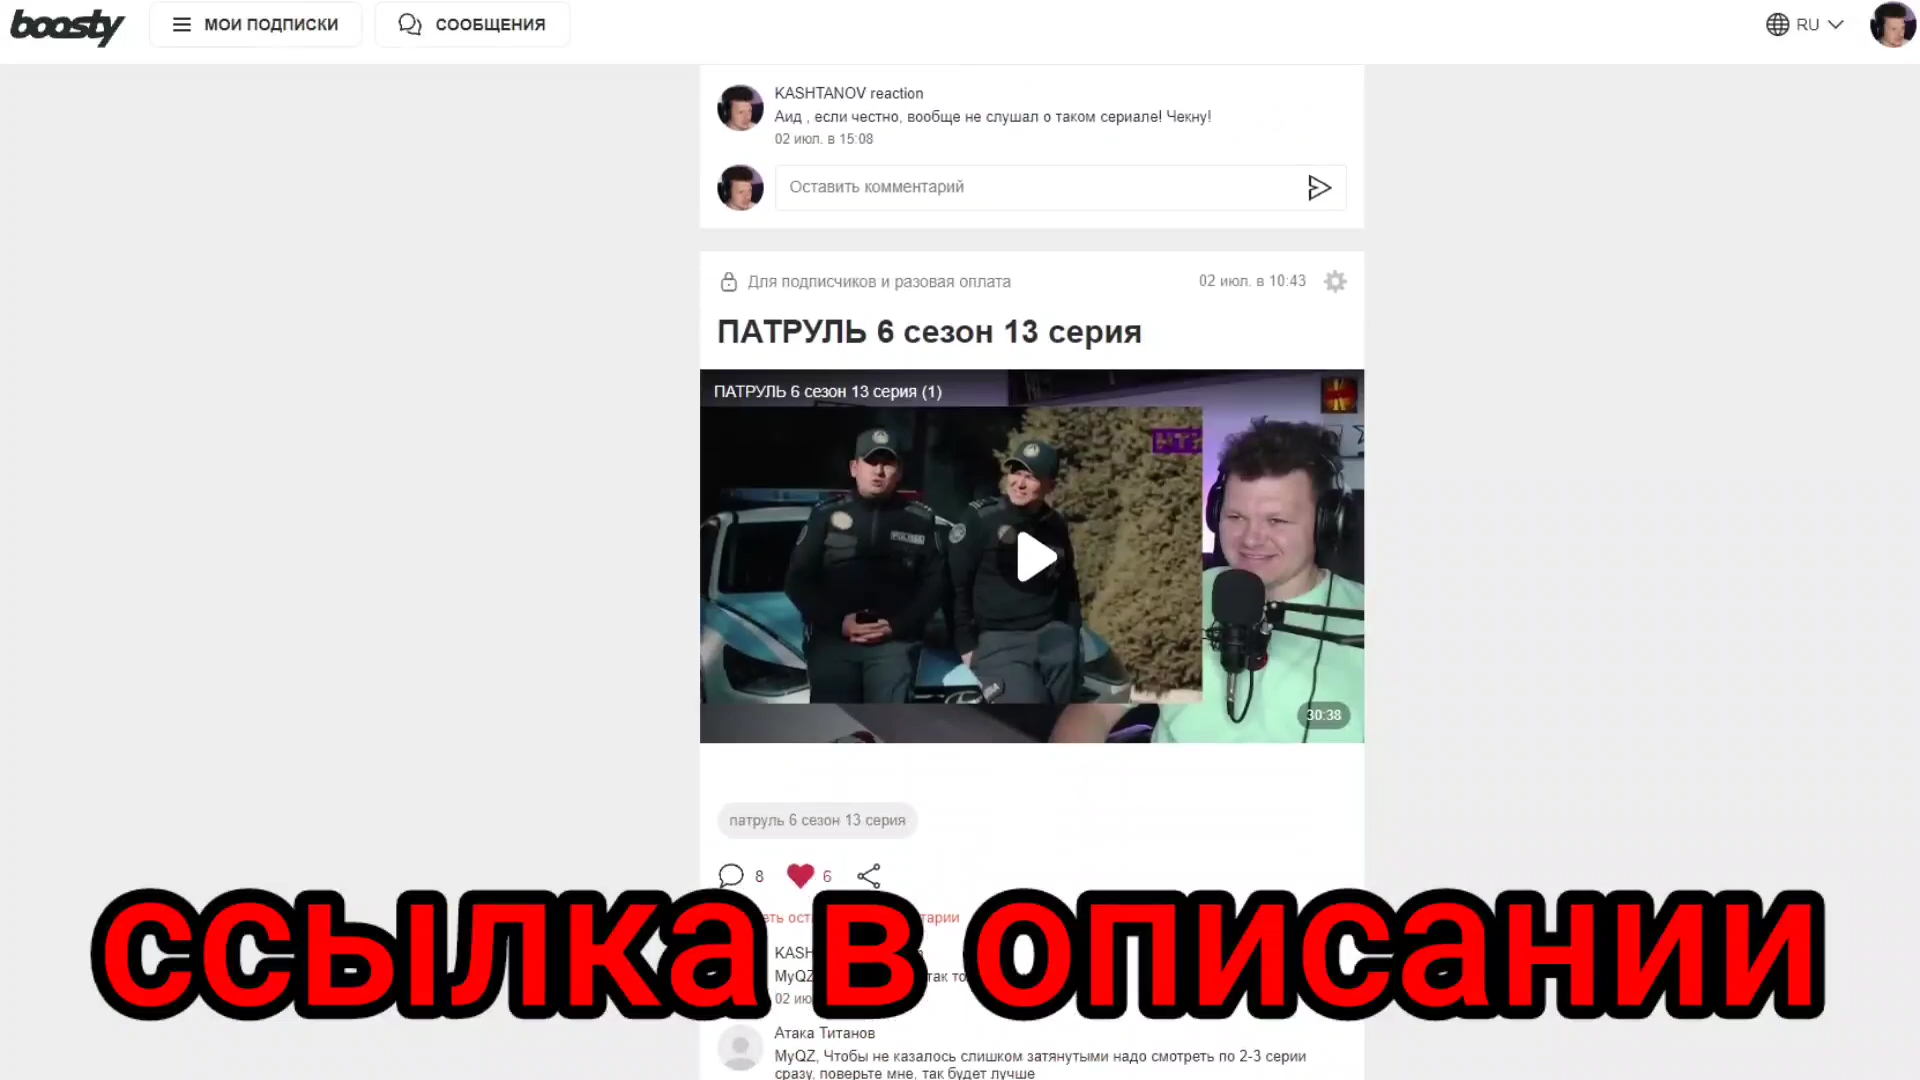 boosty
МОИ ПОДПИСКИ
СООБЩЕНИЯ
RU
KASHTANOV reaction
Аид , если честно, вообще не слушал о таком сериале! Чекну!
02 июл. в 15:08
Оставить комментарий
Для подписчиков и разовая оплата
02 июл. в 10:43
ПАТРУЛЬ 6 сезон 13 серия
ПАТРУЛЬ 6 сезон 13 серия (1)
30:38
патруль 6 сезон 13 серия
8
6
ссылка в описании
Атака Титанов
MyQZ, Чтобы не казалось слишком затянутыми надо смотреть по 2-3 серии
сразу, поверьте мне, так будет лучше